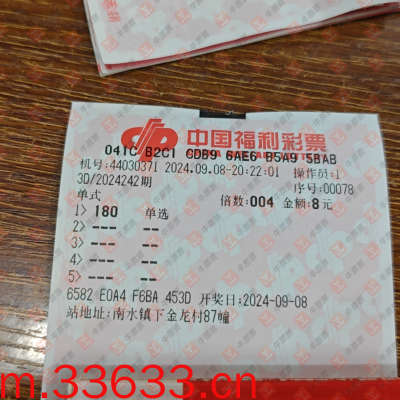 中国福利彩票
041C B2C1 CDB9 6AE6 B5A9 5BAB
机号:44030371 2024.09.08-20:22:01 操作员:1
3D/2024242期 序号:00078
单式 倍数:004 金额:8元
1> 180 单选
2> -- -- --
3> -- -- --
4> -- -- --
5> -- -- --
6582 E0A4 F6BA 453D 开奖日:2024-09-08
站地址:南水镇下金龙村87幢
m.33633.cn